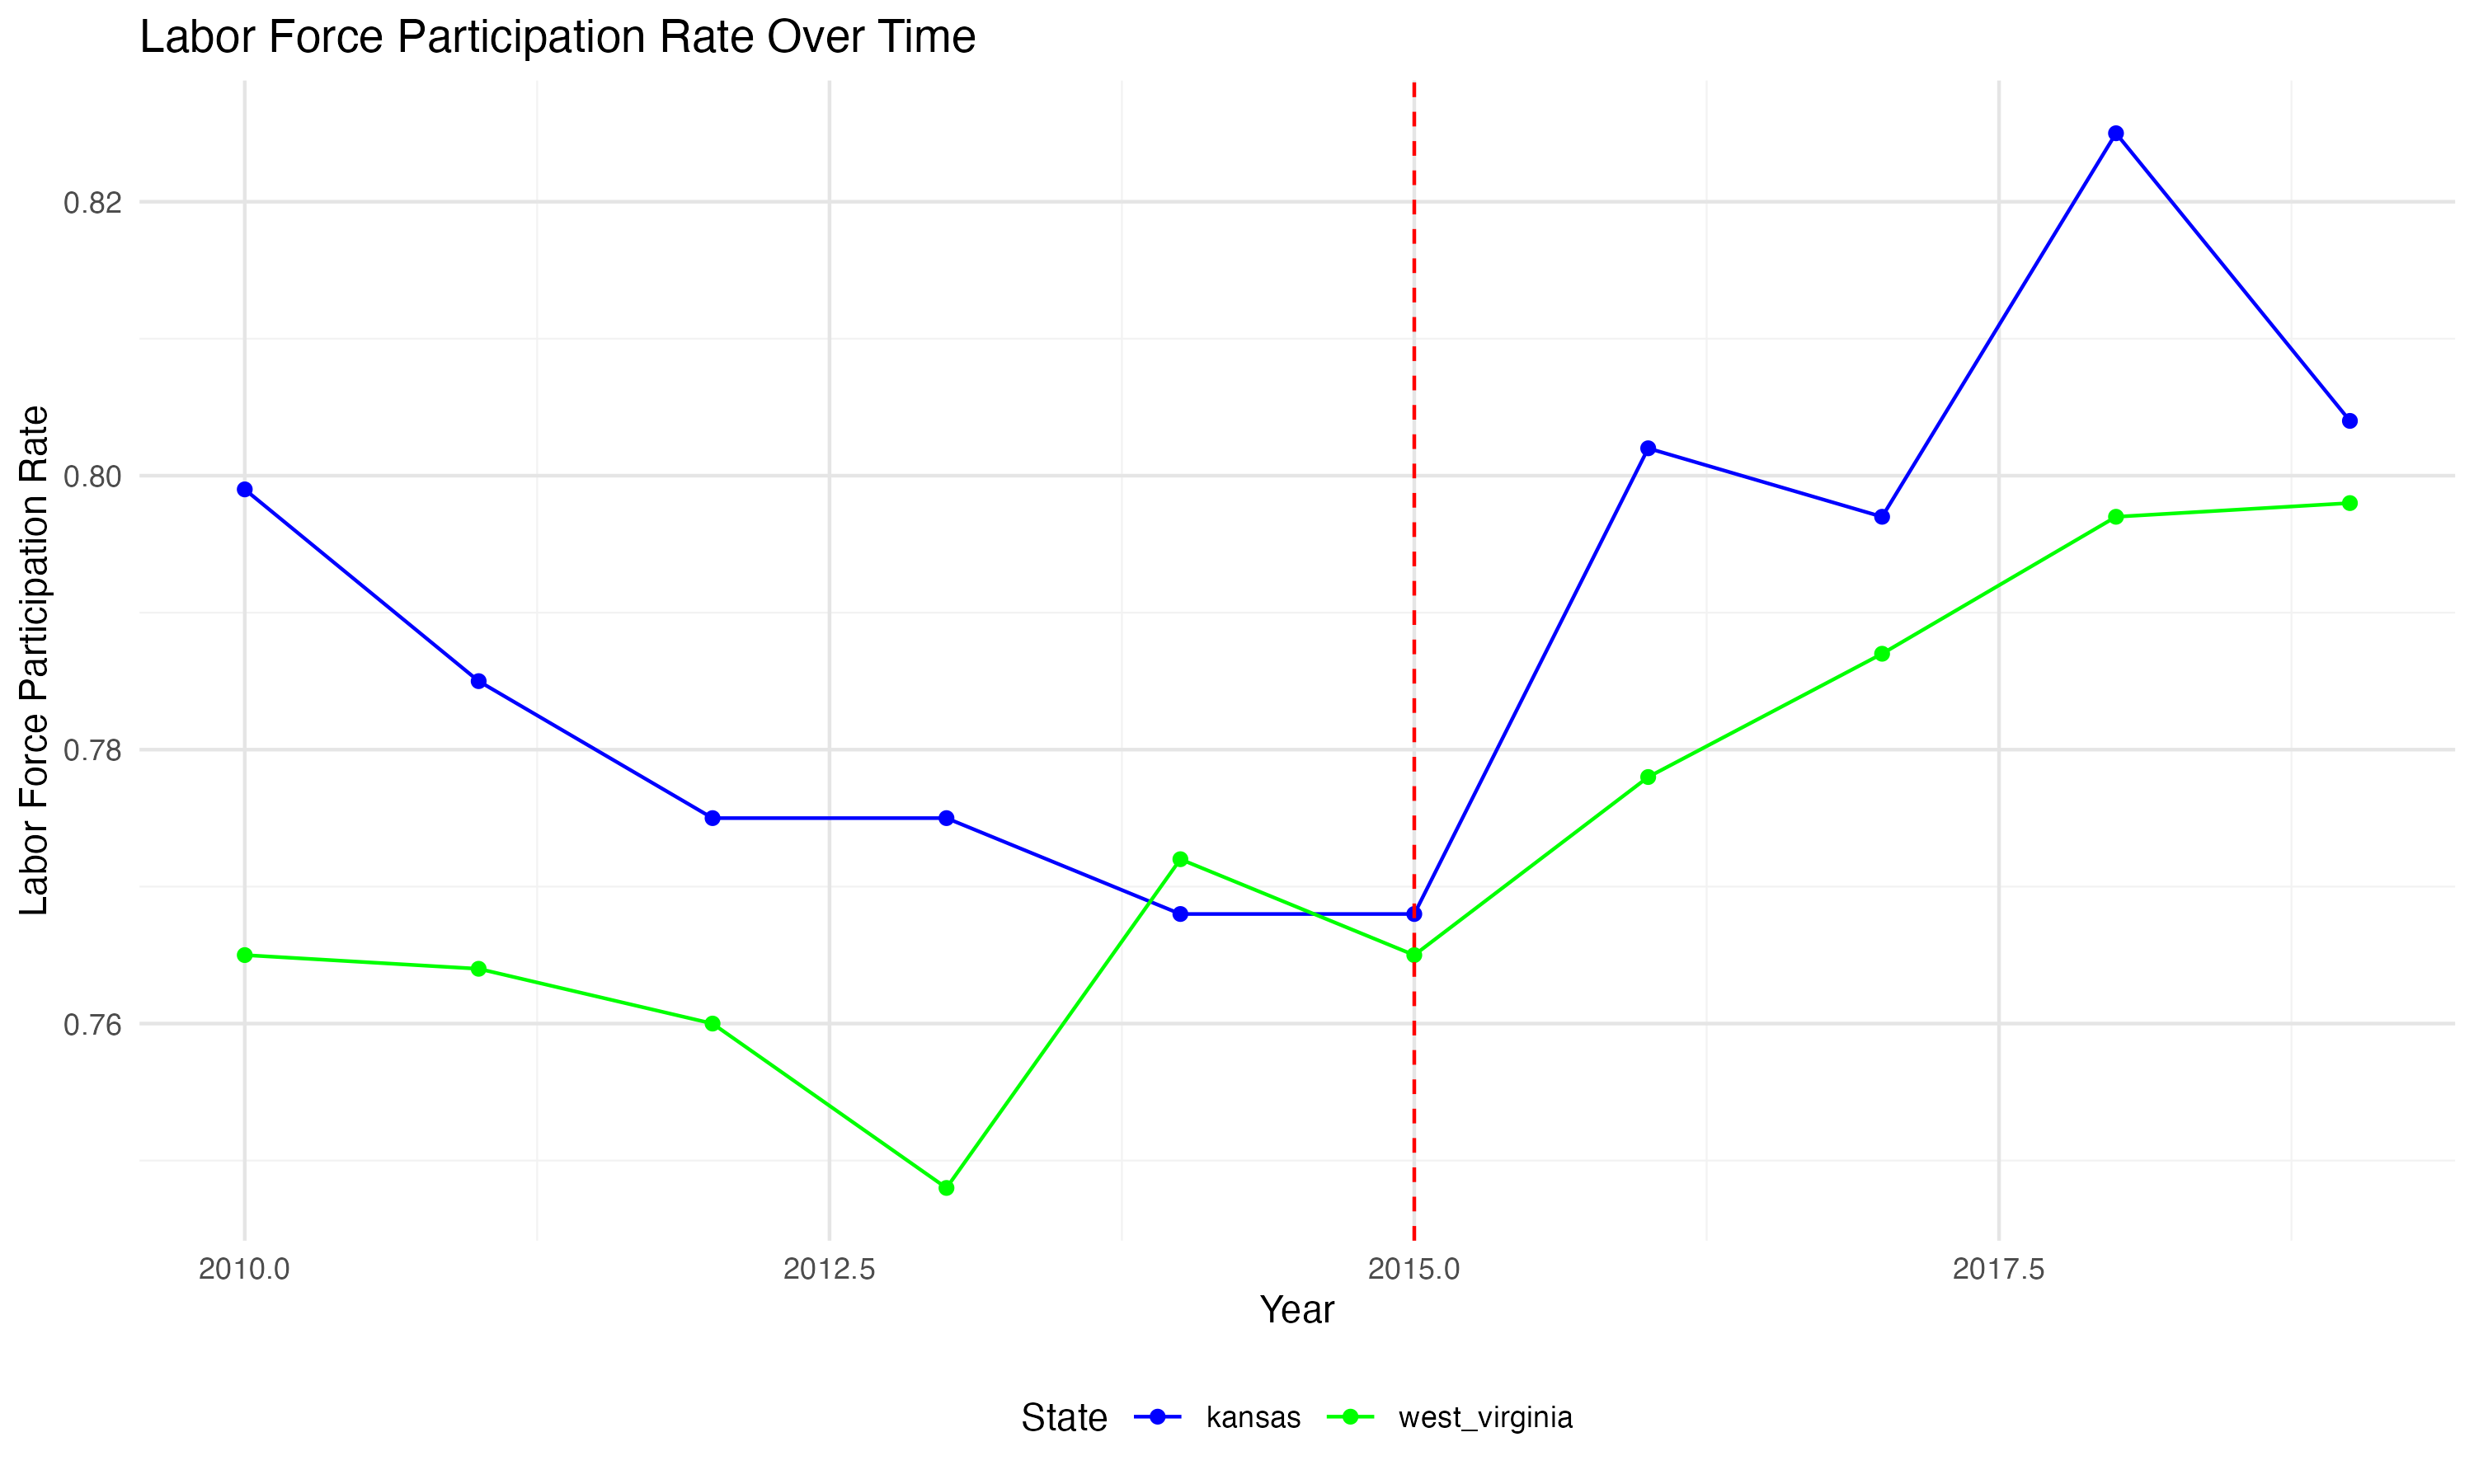 Labor Force Participation Rate Over Time
Labor Force Participation Rate
0.82
0.80
0.78
0.76
2010.0 2012.5 2015.0 2017.5
Year
State kansas west_virginia